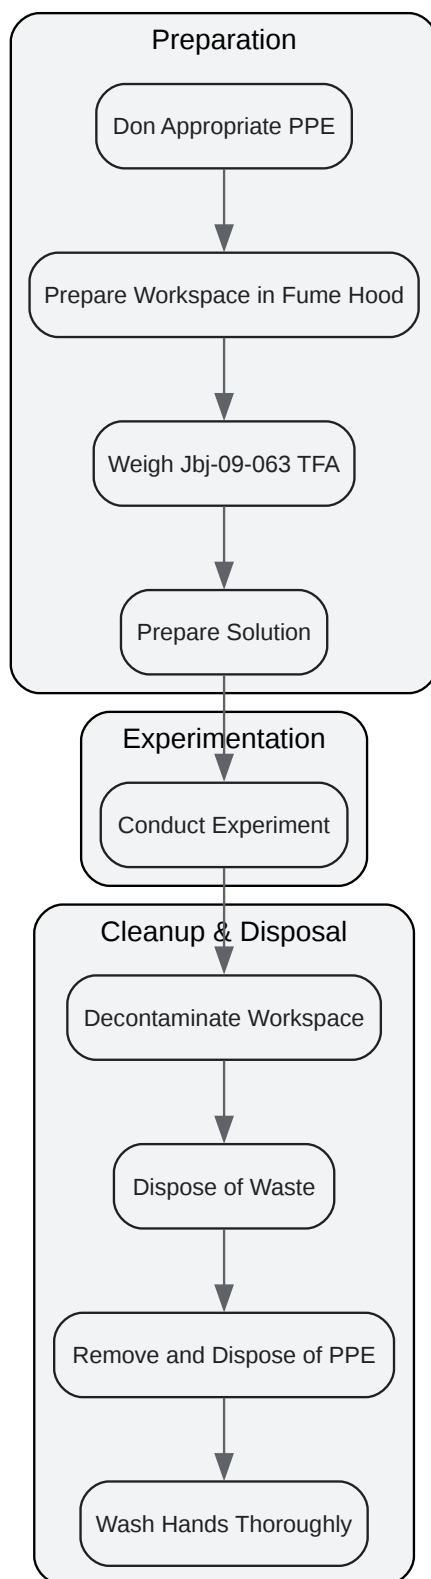 Preparation
Don Appropriate PPE
Prepare Workspace in Fume Hood
Weigh Jbj-09-063 TFA
Prepare Solution
Experimentation
Conduct Experiment
Cleanup & Disposal
Decontaminate Workspace
Dispose of Waste
Remove and Dispose of PPE
Wash Hands Thoroughly